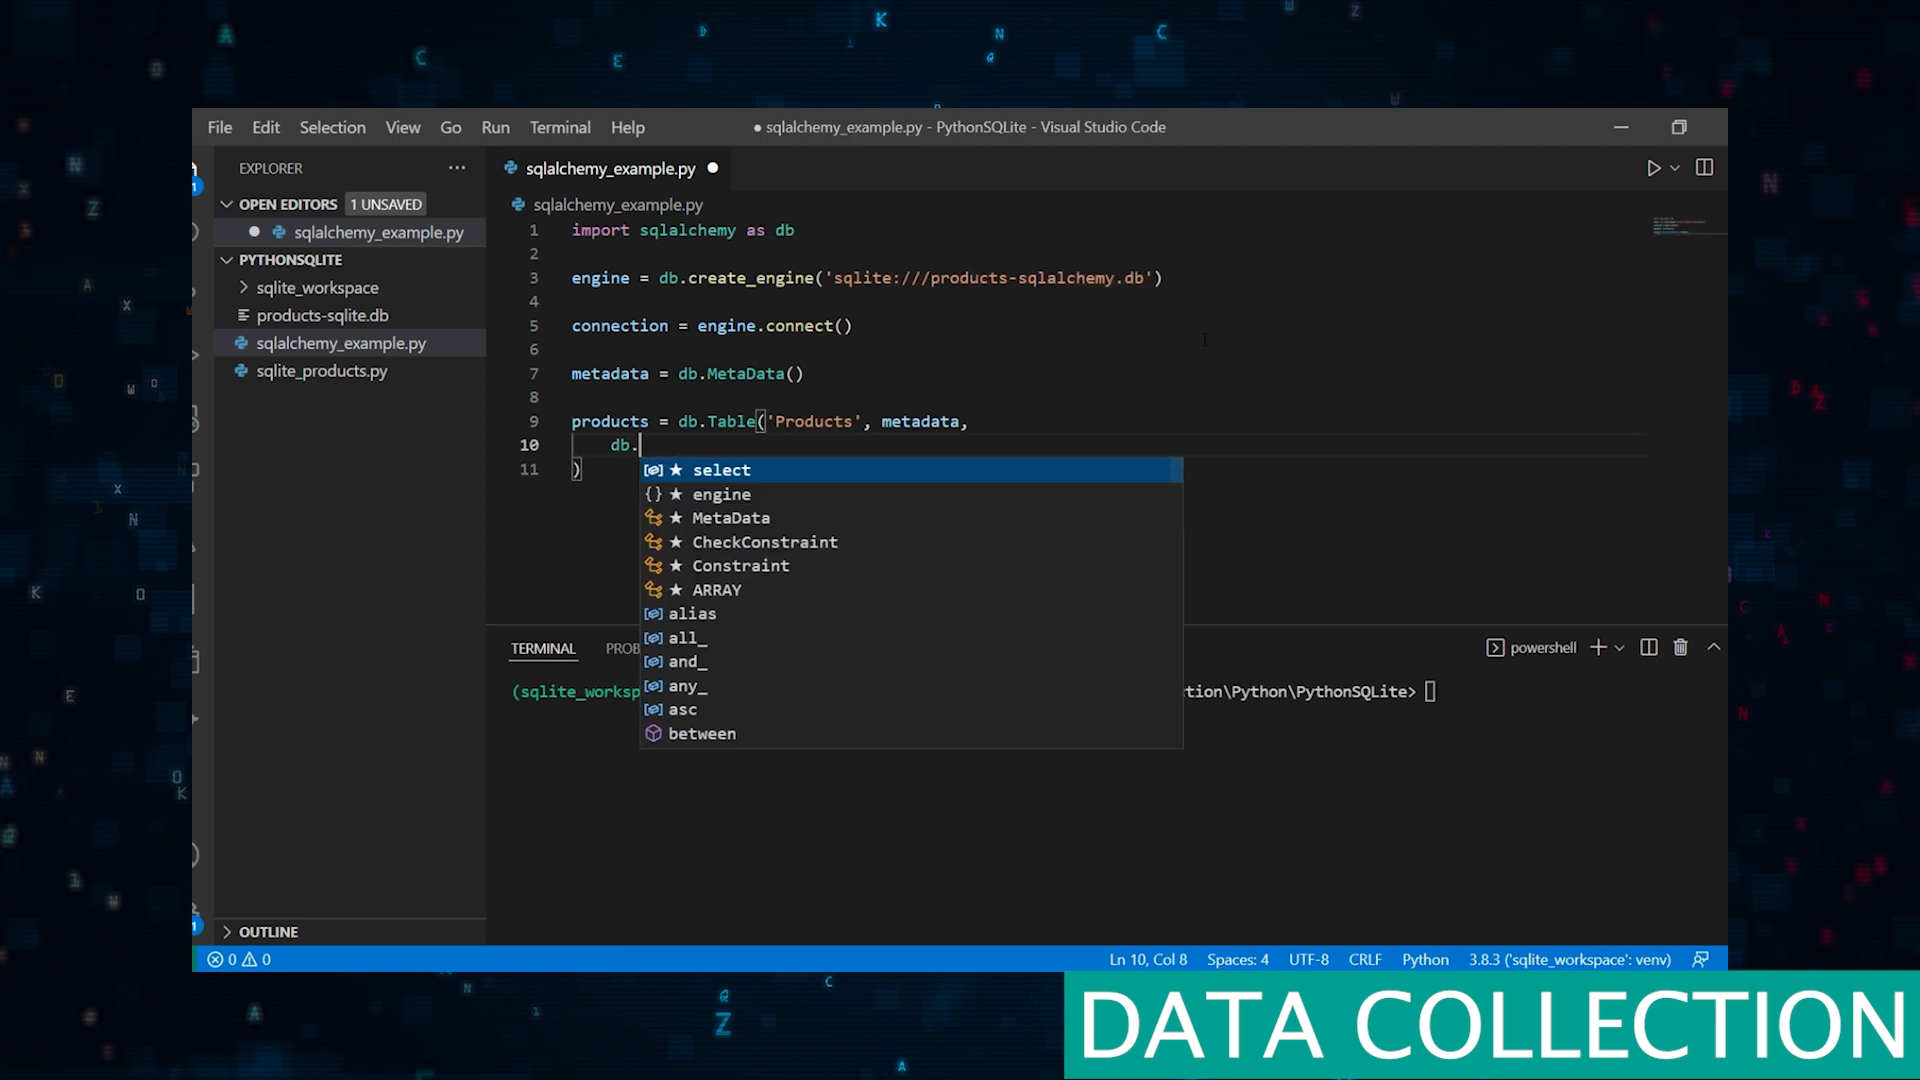 File Edit Selection View Go Run Terminal Help
● sqlalchemy_example.py - PythonSQLite - Visual Studio Code
EXPLORER
OPEN EDITORS 1 UNSAVED
sqlalchemy_example.py
PYTHONSQLITE
sqlite_workspace
products-sqlite.db
sqlalchemy_example.py
sqlite_products.py
OUTLINE
sqlalchemy_example.py
sqlalchemy_example.py
1 import sqlalchemy as db
2
3 engine = db.create_engine('sqlite:///products-sqlalchemy.db')
4
5 connection = engine.connect()
6
7 metadata = db.MetaData()
8
9 products = db.Table('Products', metadata,
10 db.
11 )
select
engine
MetaData
CheckConstraint
Constraint
ARRAY
alias
all_
and_
any_
asc
between
TERMINAL PROB
powershell
(sqlite_worksp ction\Python\PythonSQLite>
0 0
Ln 10, Col 8 Spaces: 4 UTF-8 CRLF Python 3.8.3 ('sqlite_workspace': venv)
DATA COLLECTION